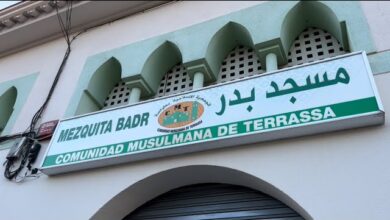 MEZQUITA BADR مسجد بدر
COMUNIDAD MUSULMANA DE TERRASSA